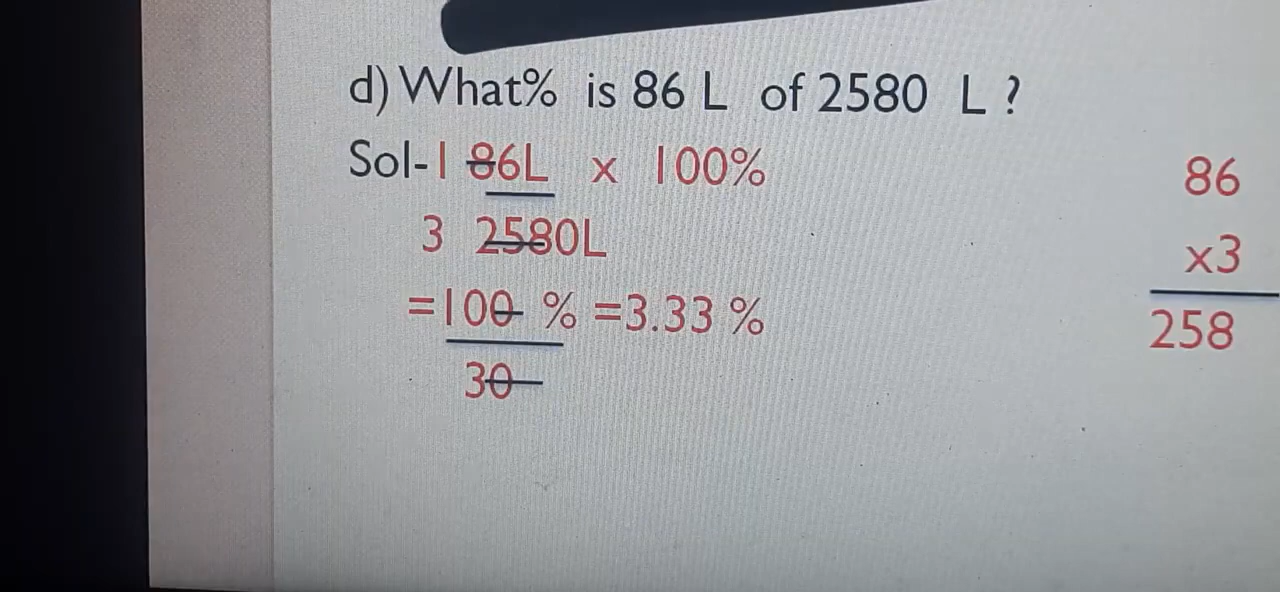 d) What% is 86 L of 2580 L ?
Sol-1 86L x 100%
3 2580L
=100 % =3.33 %
30
86
x3
258